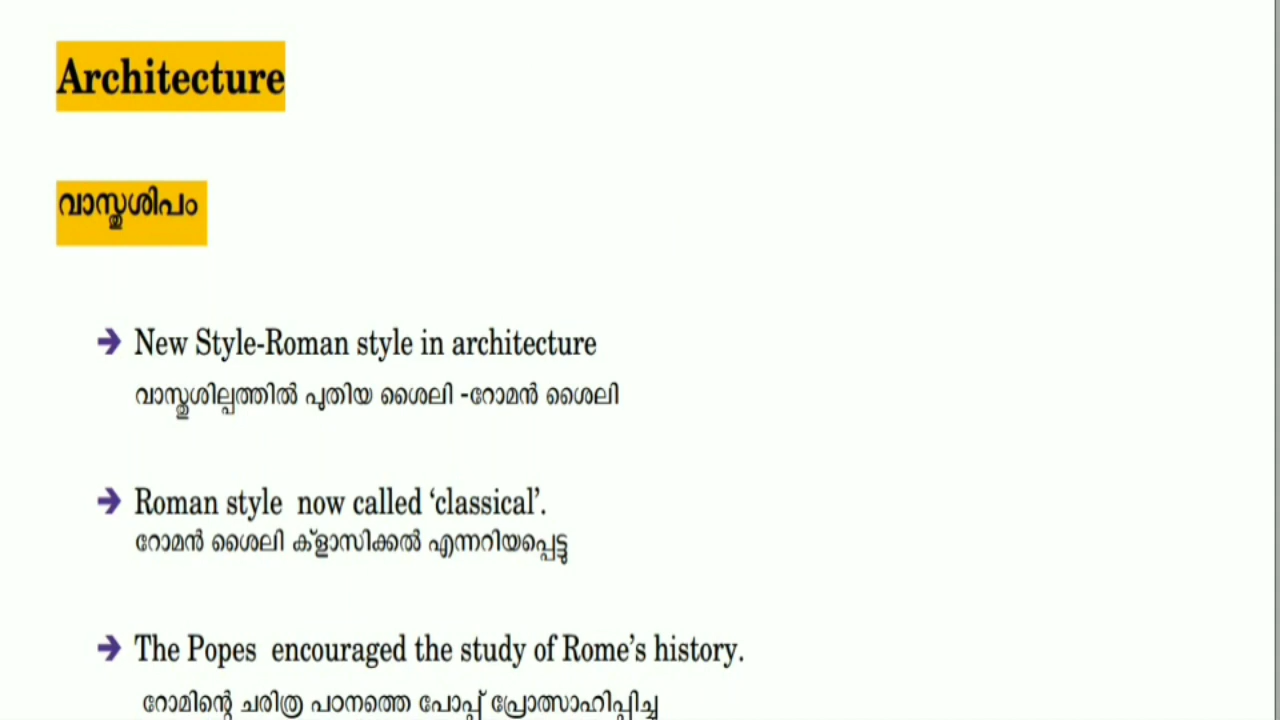 Architecture
വാസ്തുശിപം
➔ New Style-Roman style in architecture
വാസ്തുശില്പത്തിൽ പുതിയ ശൈലി -റോമൻ ശൈലി
➔ Roman style now called ‘classical’.
റോമൻ ശൈലി ക്ളാസിക്കൽ എന്നറിയപ്പെട്ടു
➔ The Popes encouraged the study of Rome’s history.
റോമിന്റെ ചരിത്ര പഠനത്തെ പോപ്പ് പ്രോത്സാഹിപ്പിച്ച